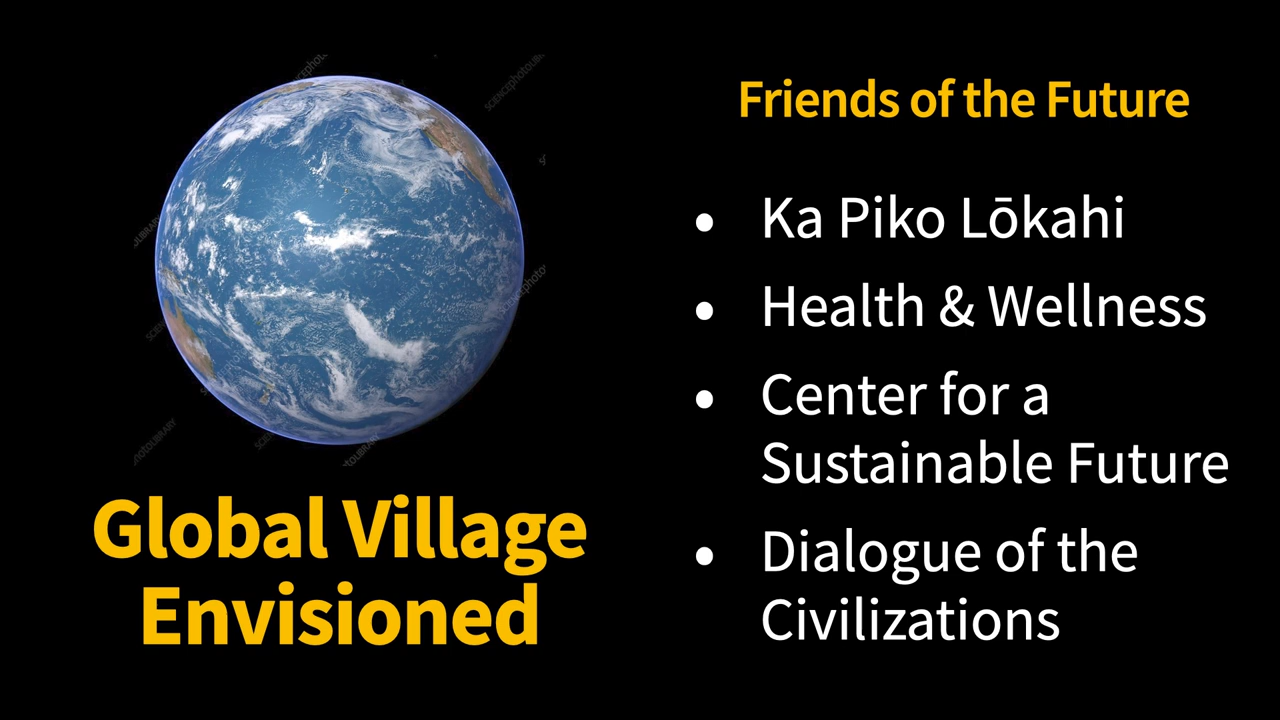 Global Village
Envisioned
Friends of the Future
• Ka Piko Lōkahi
• Health & Wellness
• Center for a
Sustainable Future
• Dialogue of the
Civilizations